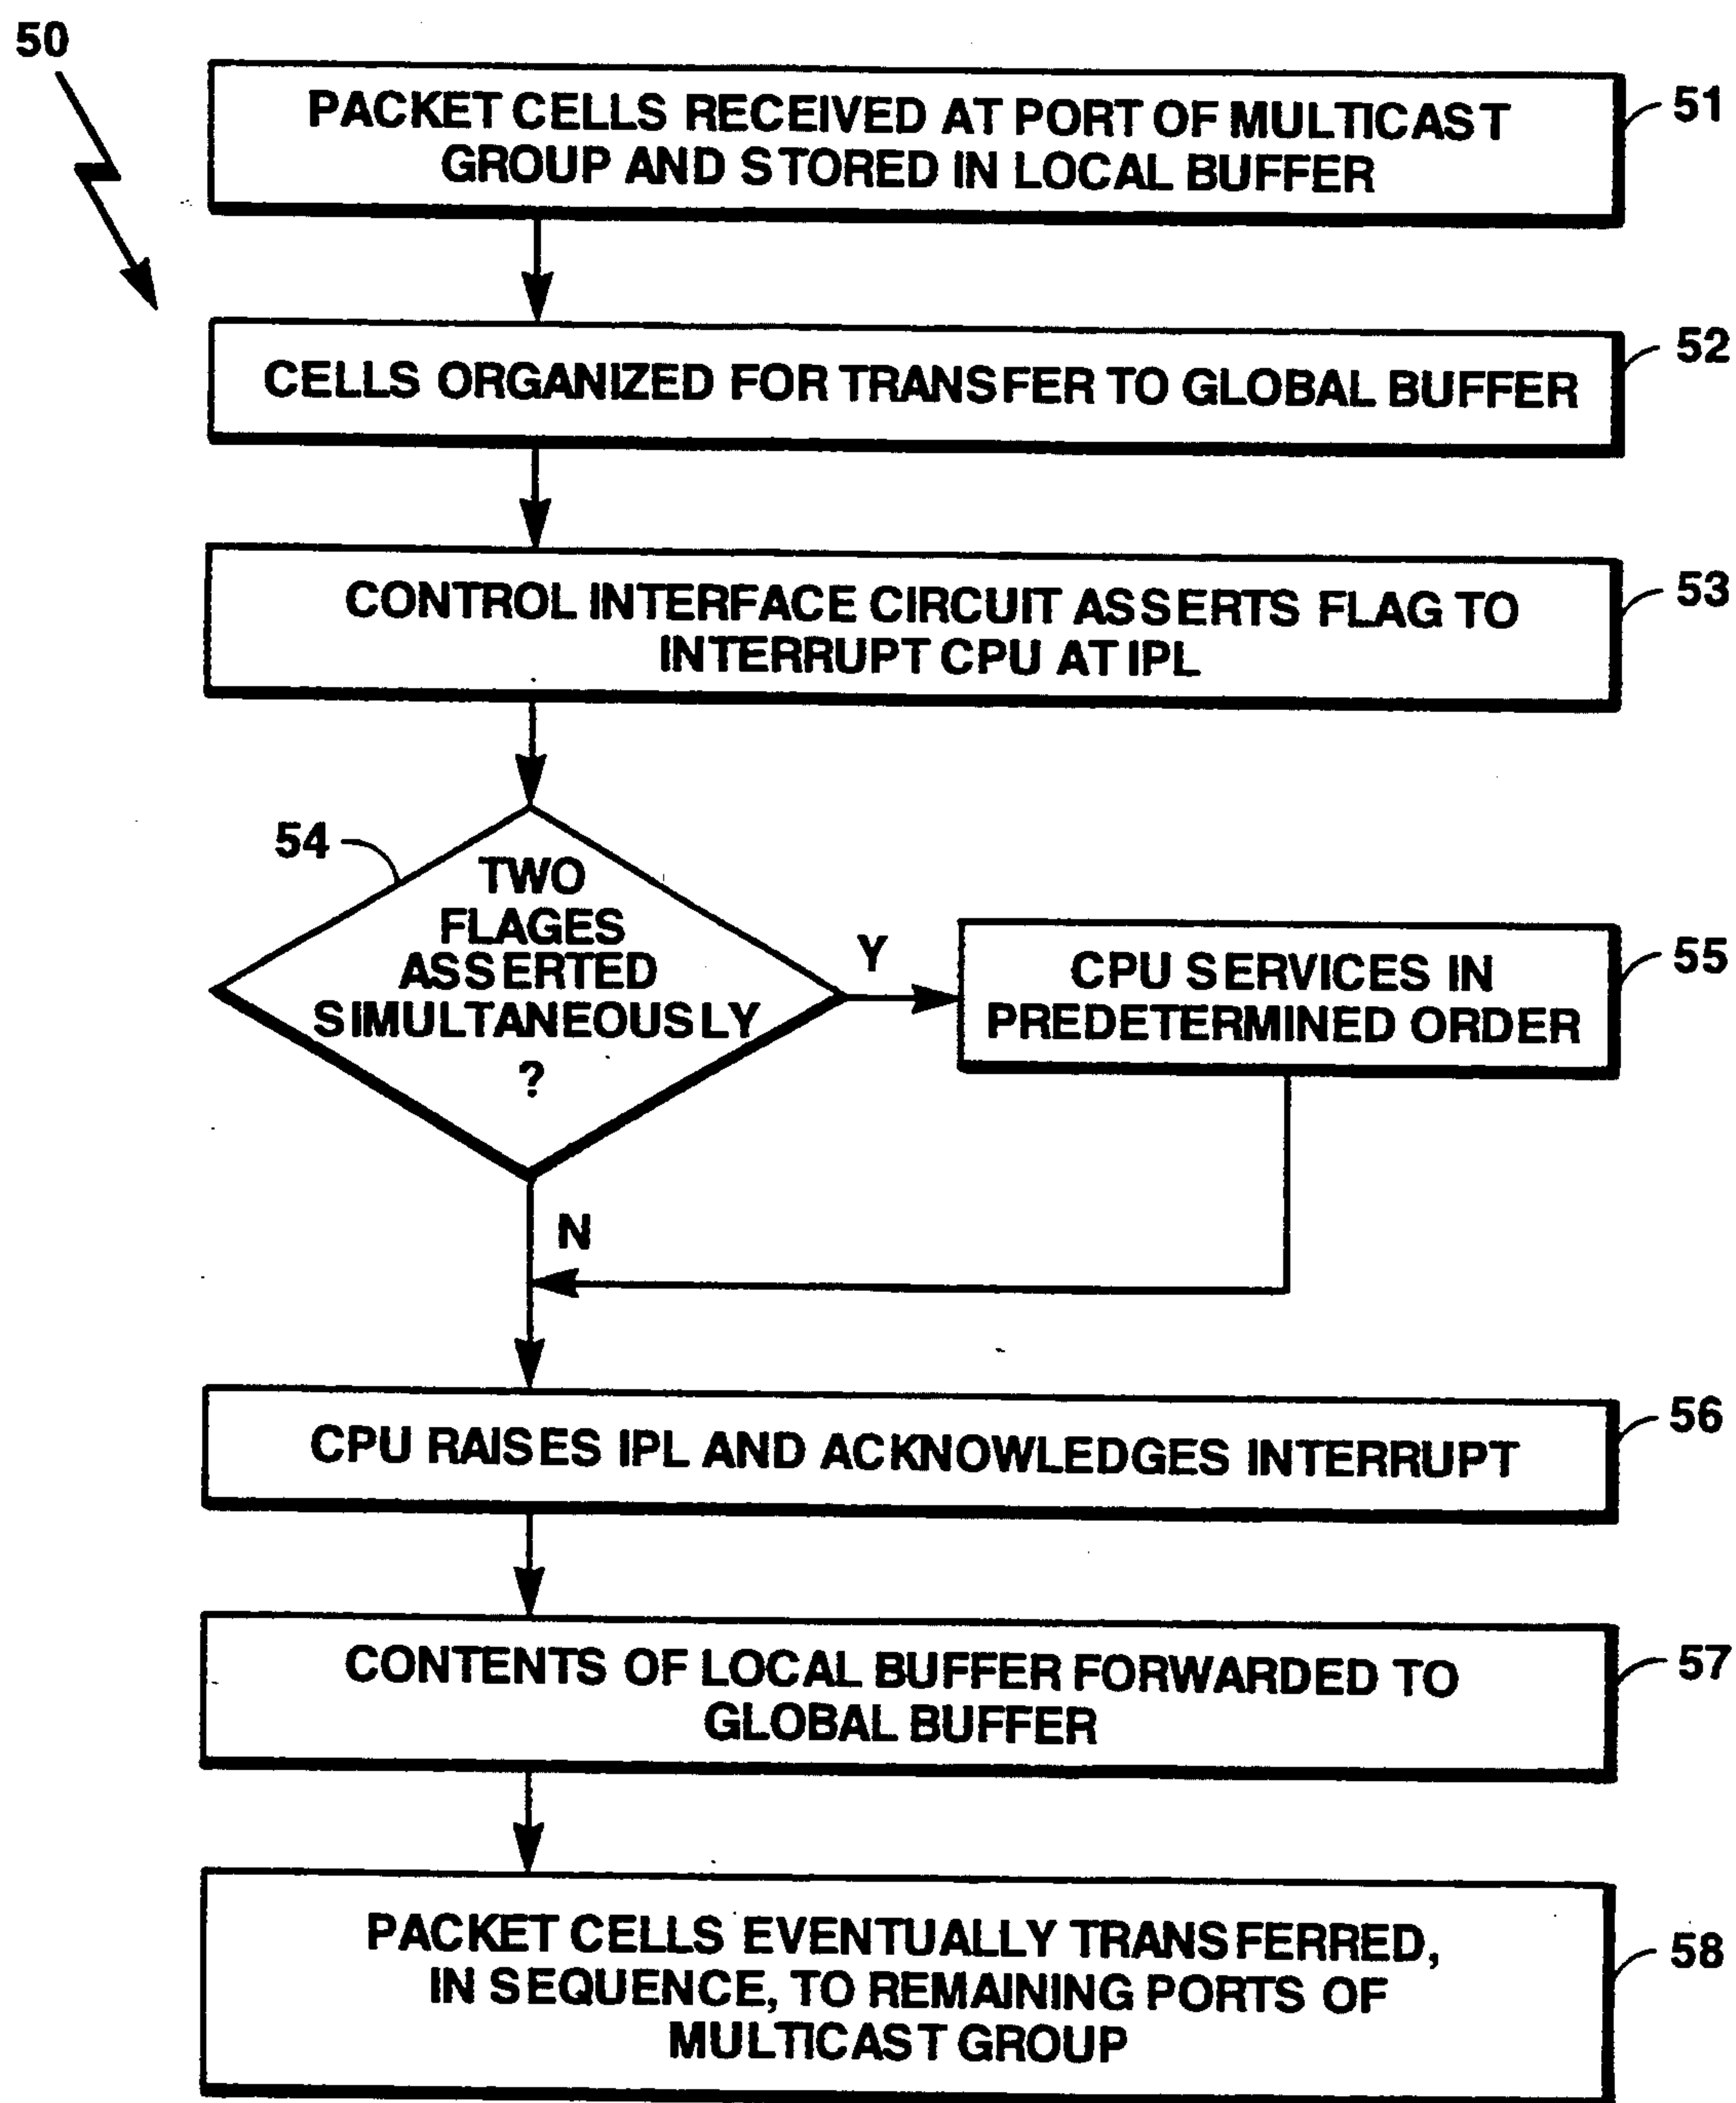 50
PACKET CELLS RECEIVED AT PORT OF MULTICAST
GROUP AND STORED IN LOCAL BUFFER
51
CELLS ORGANIZED FOR TRANSFER TO GLOBAL BUFFER
52
CONTROL INTERFACE CIRCUIT ASSERTS FLAG TO
INTERRUPT CPU AT IPL
53
54
TWO
FLAGES
ASSERTED
SIMULTANEOUSLY
?
Y
CPU SERVICES IN
PREDETERMINED ORDER
55
N
CPU RAISES IPL AND ACKNOWLEDGES INTERRUPT
56
CONTENTS OF LOCAL BUFFER FORWARDED TO
GLOBAL BUFFER
57
PACKET CELLS EVENTUALLY TRANSFERRED,
IN SEQUENCE, TO REMAINING PORTS OF
MULTICAST GROUP
58